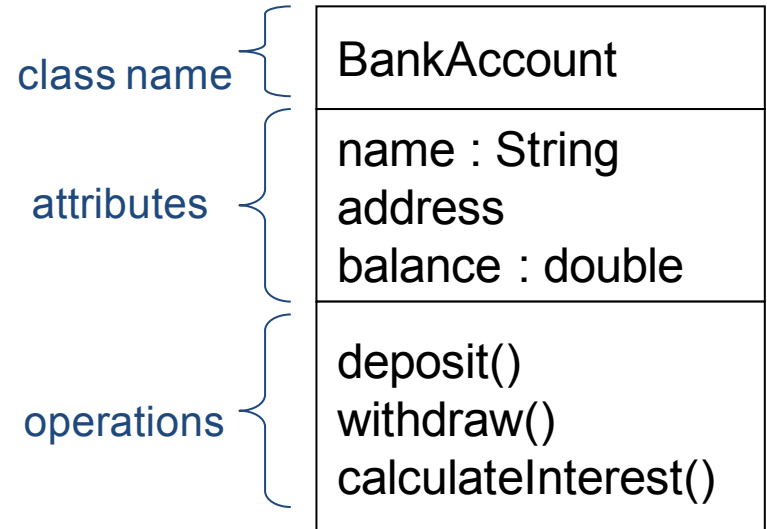 class name
BankAccount
attributes
name : String
address
balance : double
operations
deposit()
withdraw()
calculateInterest()